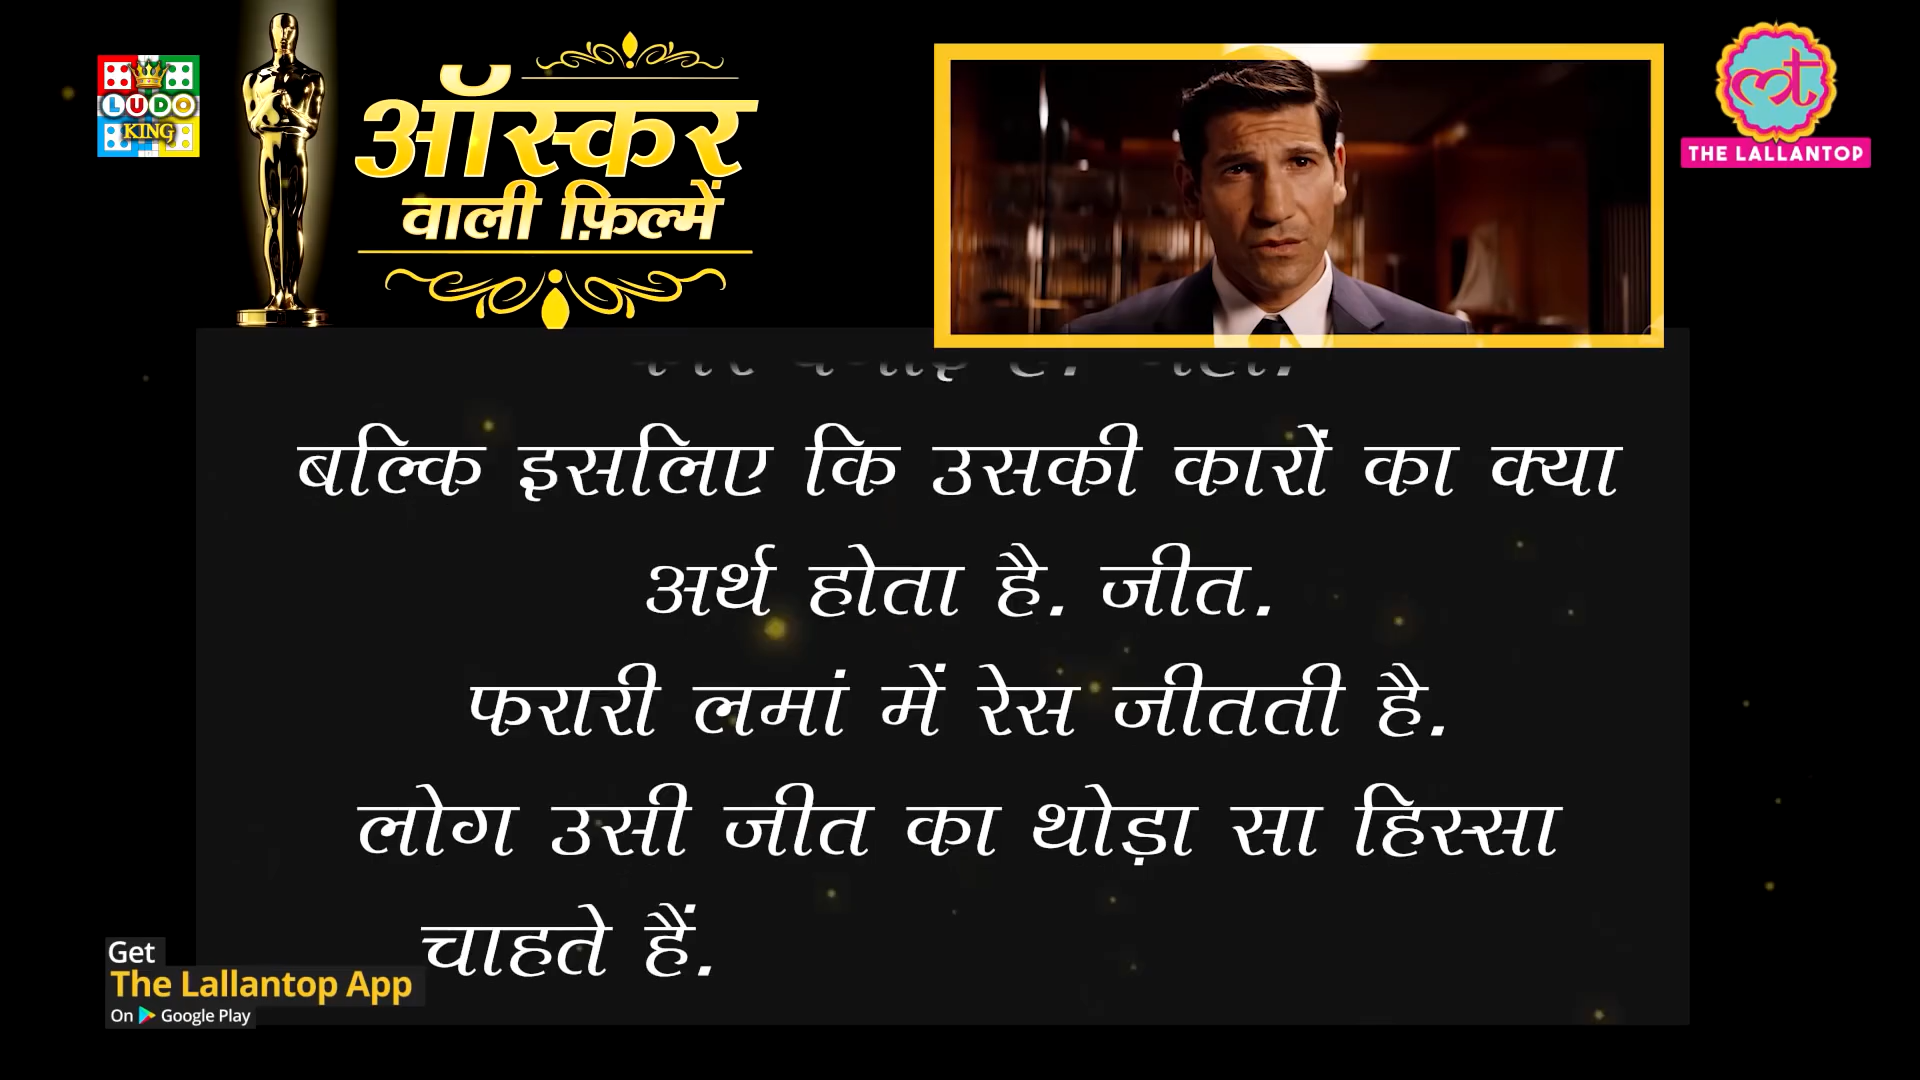 LUDO
KING
ऑस्कर
वाली फ़िल्में
THE LALLANTOP
बल्कि इसलिए कि उसकी कारों का क्या
अर्थ होता है. जीत.
फरारी लमां में रेस जीतती है.
लोग उसी जीत का थोड़ा सा हिस्सा
चाहते हैं.
Get
The Lallantop App
On Google Play